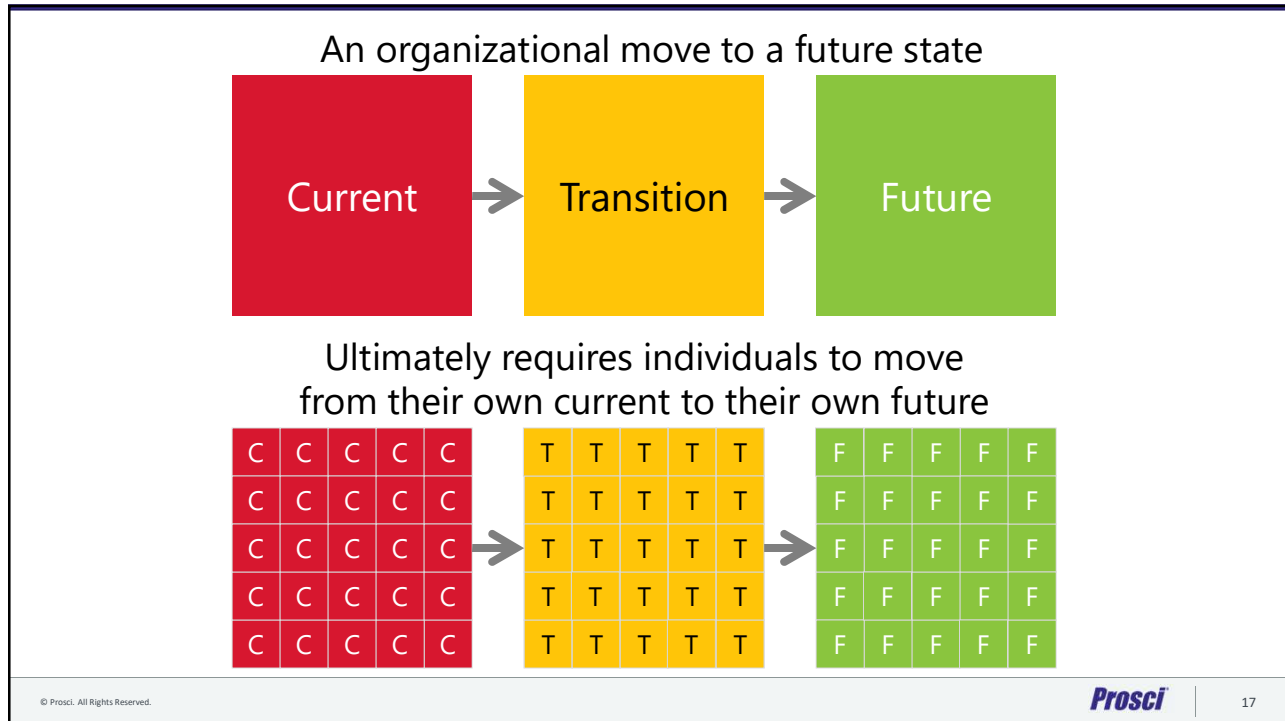 An organizational move to a future state
Current
Transition
Future
Ultimately requires individuals to move
from their own current to their own future
C C C C C T T T T T F F F F F
C C C C C T T T T T F F F F F
C C C C C T T T T T F F F F F
C C C C C T T T T T F F F F F
C C C C C T T T T T F F F F F
© Prosci. All Rights Reserved.
Prosci
17